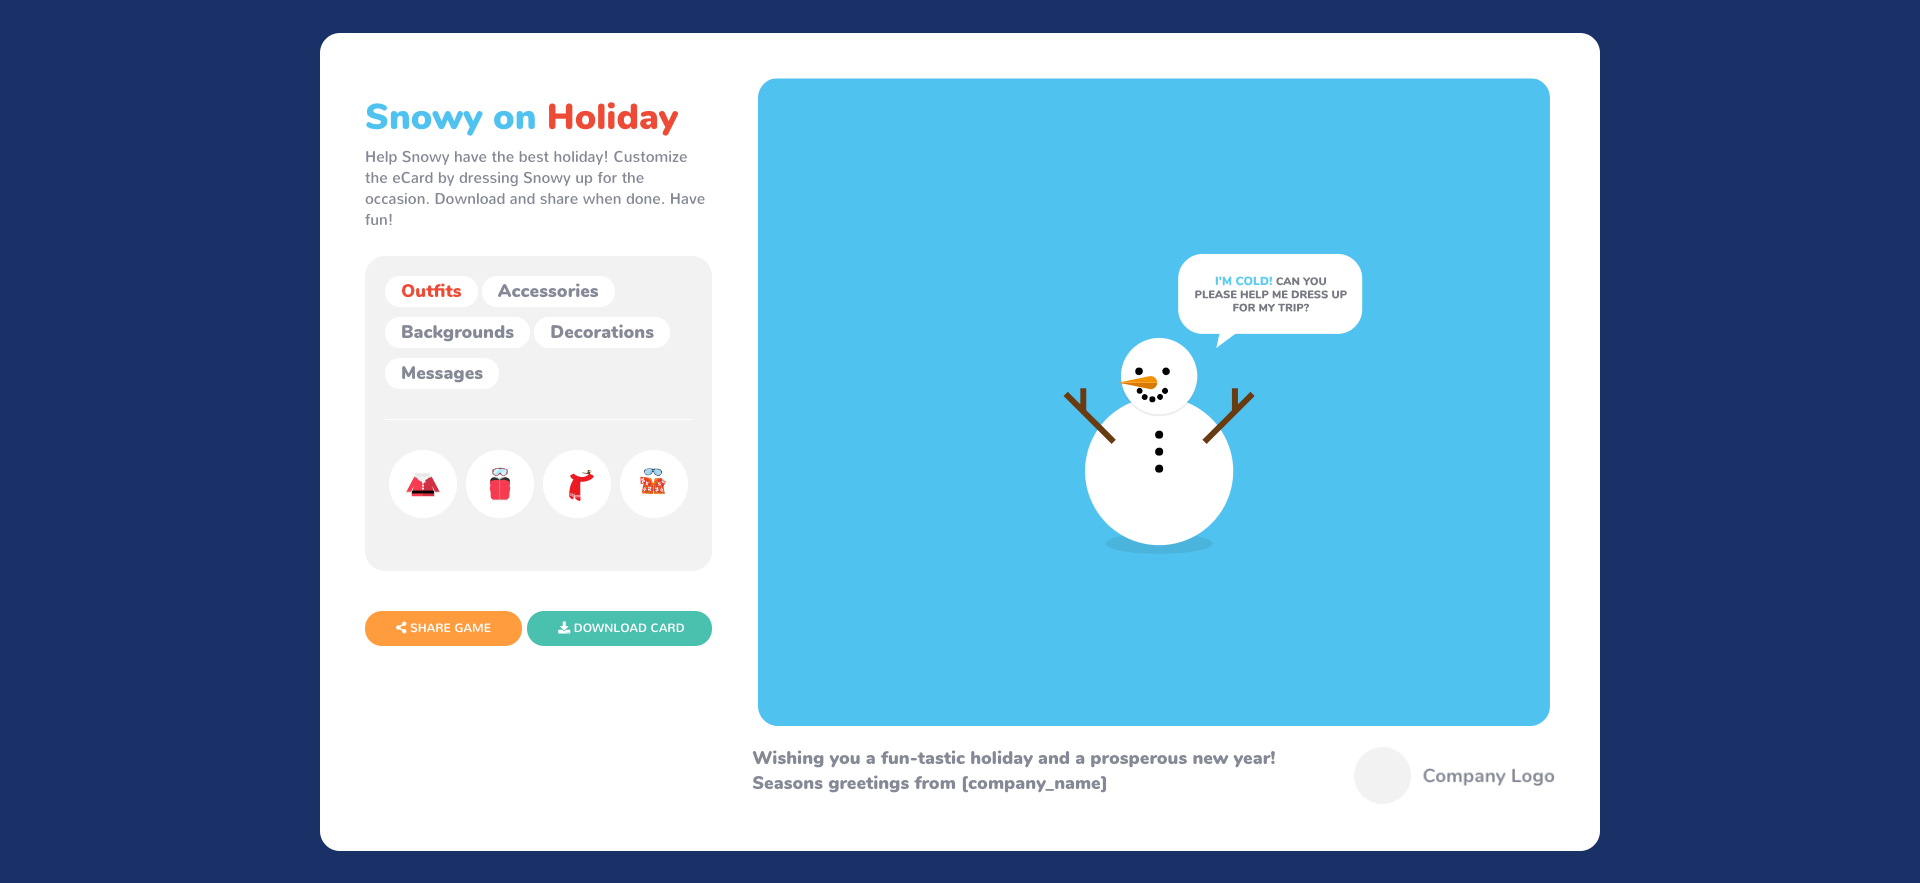 Snowy on Holiday
Help Snowy have the best holiday! Customize
the eCard by dressing Snowy up for the
occasion. Download and share when done. Have
fun!
Outfits
Accessories
Backgrounds
Decorations
Messages
SHARE GAME
DOWNLOAD CARD
I'M COLD! CAN YOU
PLEASE HELP ME DRESS UP
FOR MY TRIP?
Wishing you a fun-tastic holiday and a prosperous new year!
Seasons greetings from [company_name]
Company Logo